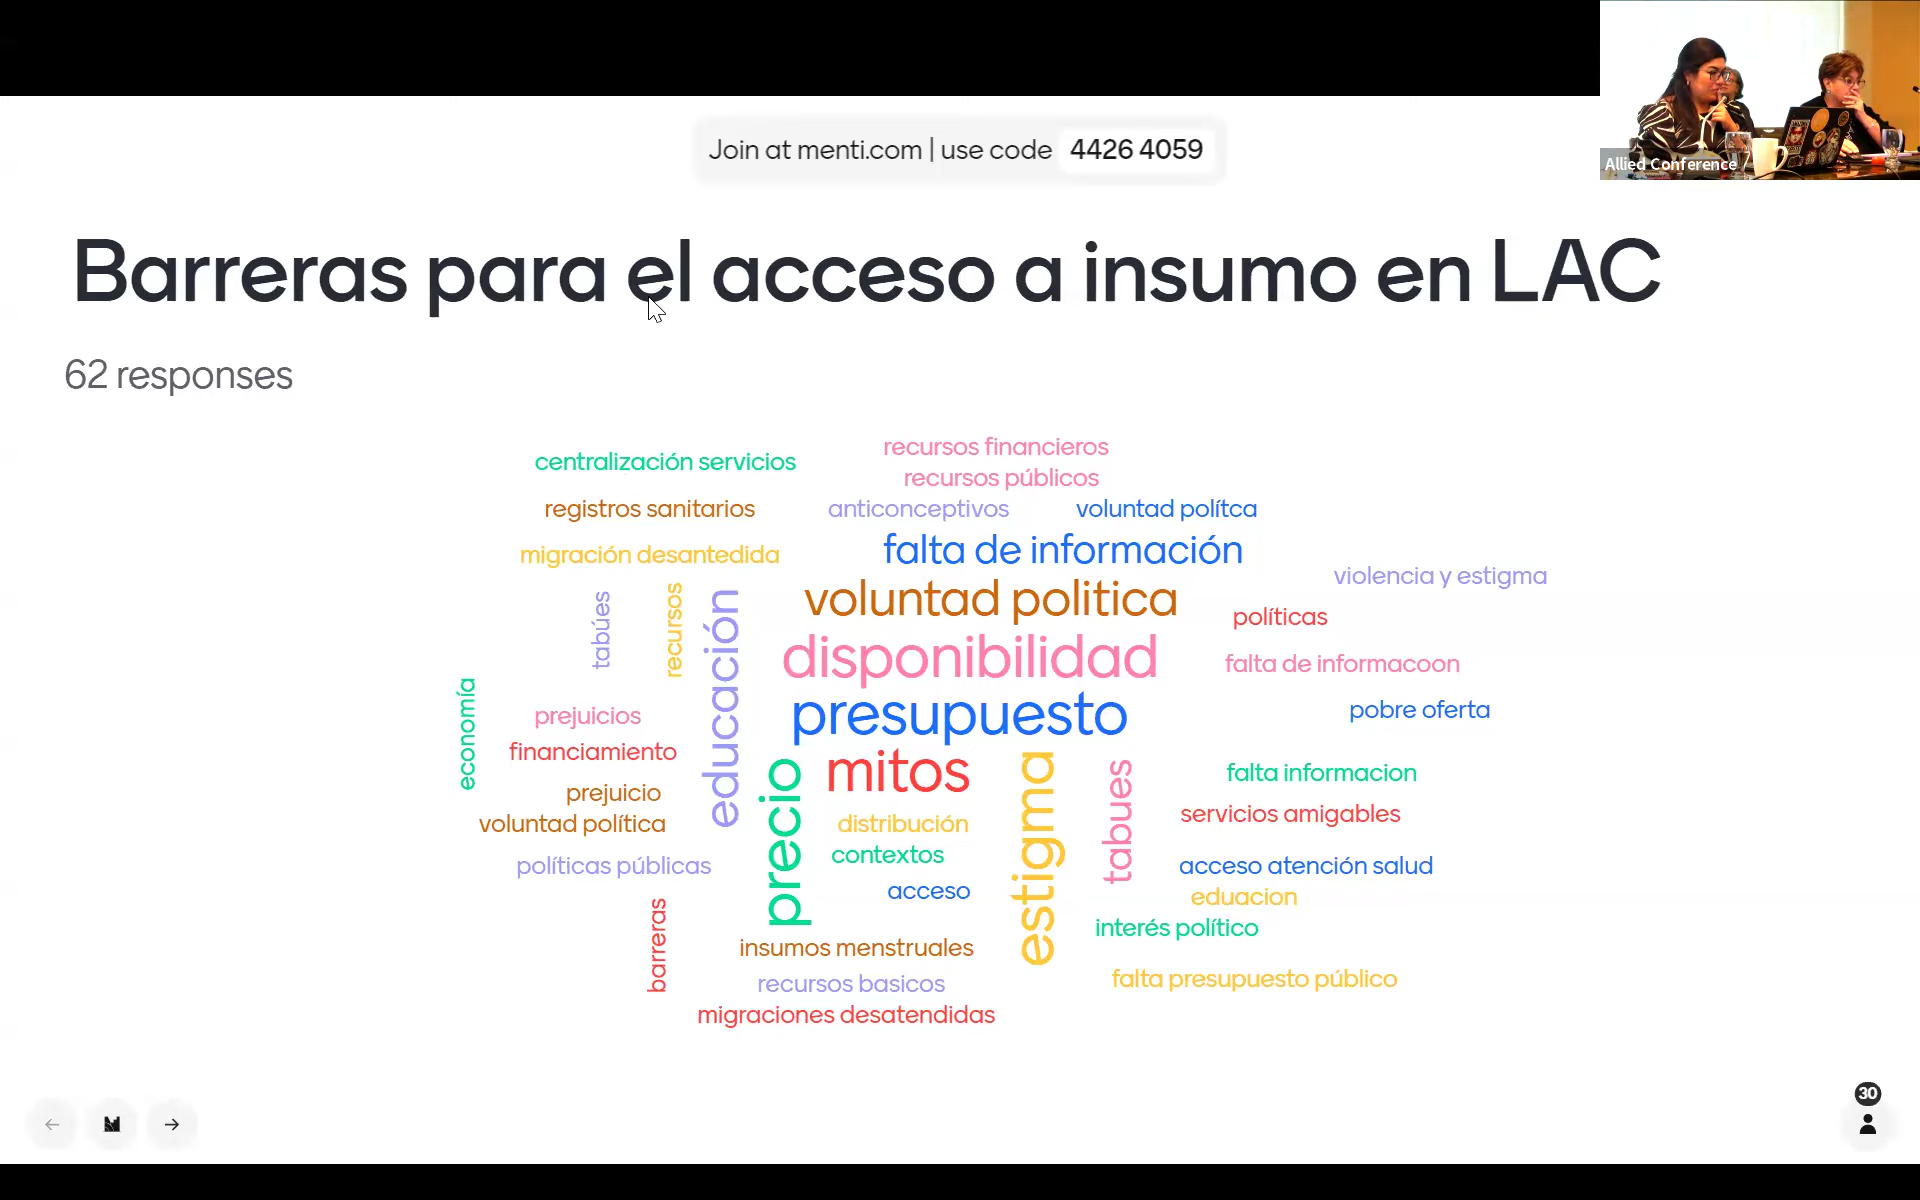 Allied Conference
Join at menti.com | use code 4426 4059
Barreras para el acceso a insumo en LAC
62 responses
recursos financieros
centralización servicios
recursos públicos
registros sanitarios
anticonceptivos
voluntad polítca
falta de información
migración desantedida
violencia y estigma
voluntad politica
políticas
tabúes
recursos
educación
disponibilidad
falta de informacoon
economía
prejuicios
presupuesto
pobre oferta
financiamiento
mitos
falta informacion
prejuicio
precio
estigma
tabues
servicios amigables
voluntad política
distribución
contextos
políticas públicas
acceso atención salud
acceso
eduacion
interés político
barreras
insumos menstruales
falta presupuesto público
recursos basicos
migraciones desatendidas
30